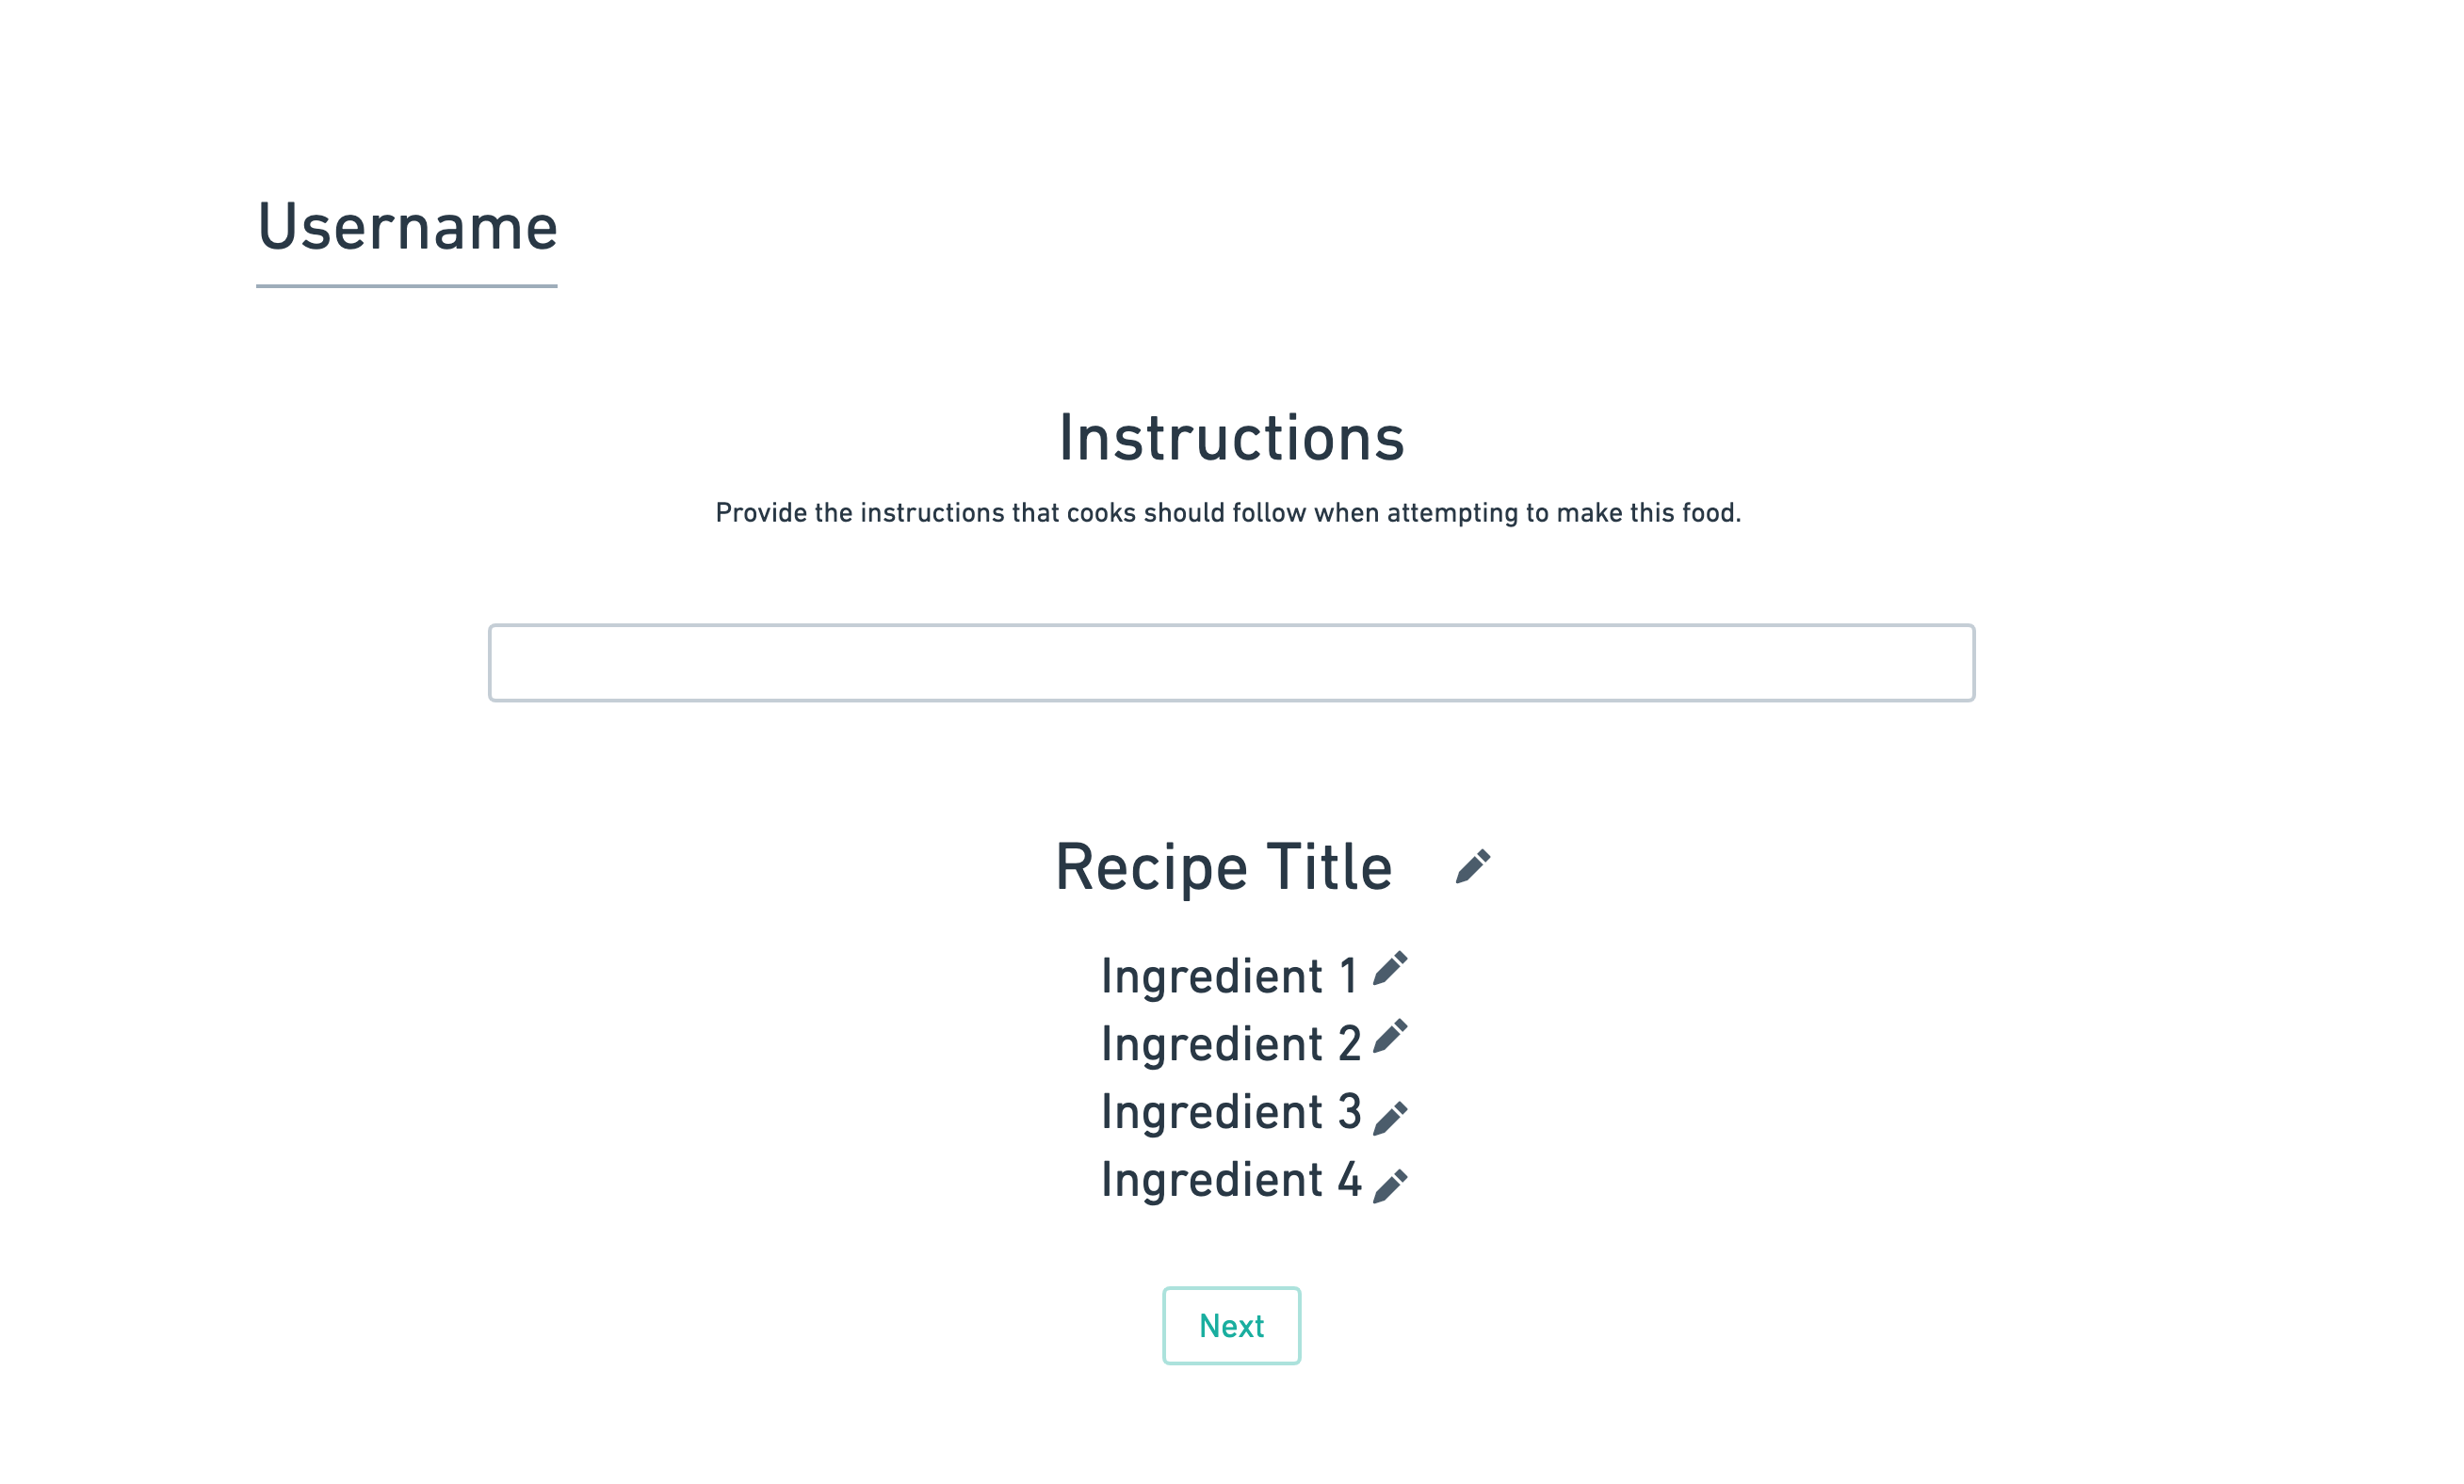 Username
Instructions
Provide the instructions that cooks should follow when attempting to make this food.
Recipe Title
Ingredient 1
Ingredient 2
Ingredient 3
Ingredient 4
Next